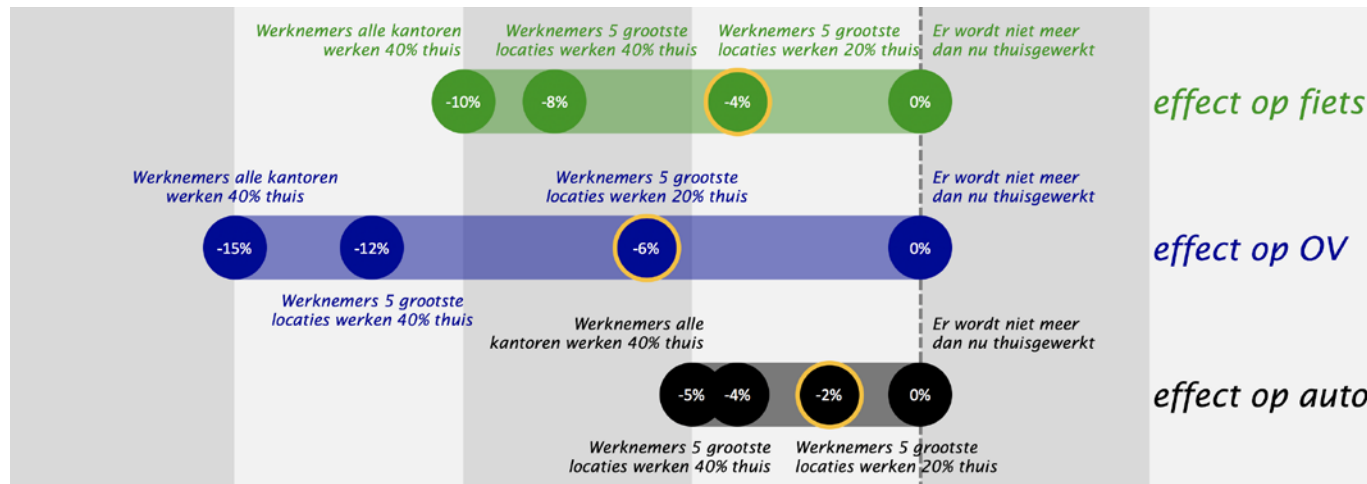 Werknemers alle kantoren
werken 40% thuis
Werknemers 5 grootste
locaties werken 40% thuis
Werknemers 5 grootste
locaties werken 20% thuis
Er wordt niet meer
dan nu thuisgewerkt
-10%
-8%
-4%
0%
effect op fiets
Werknemers alle kantoren
werken 40% thuis
Werknemers 5 grootste
locaties werken 20% thuis
Er wordt niet meer
dan nu thuisgewerkt
-15%
-12%
-6%
0%
effect op OV
Werknemers 5 grootste
locaties werken 40% thuis
Werknemers alle
kantoren werken 40% thuis
Er wordt niet meer
dan nu thuisgewerkt
-5%
-4%
-2%
0%
effect op auto
Werknemers 5 grootste
locaties werken 40% thuis
Werknemers 5 grootste
locaties werken 20% thuis